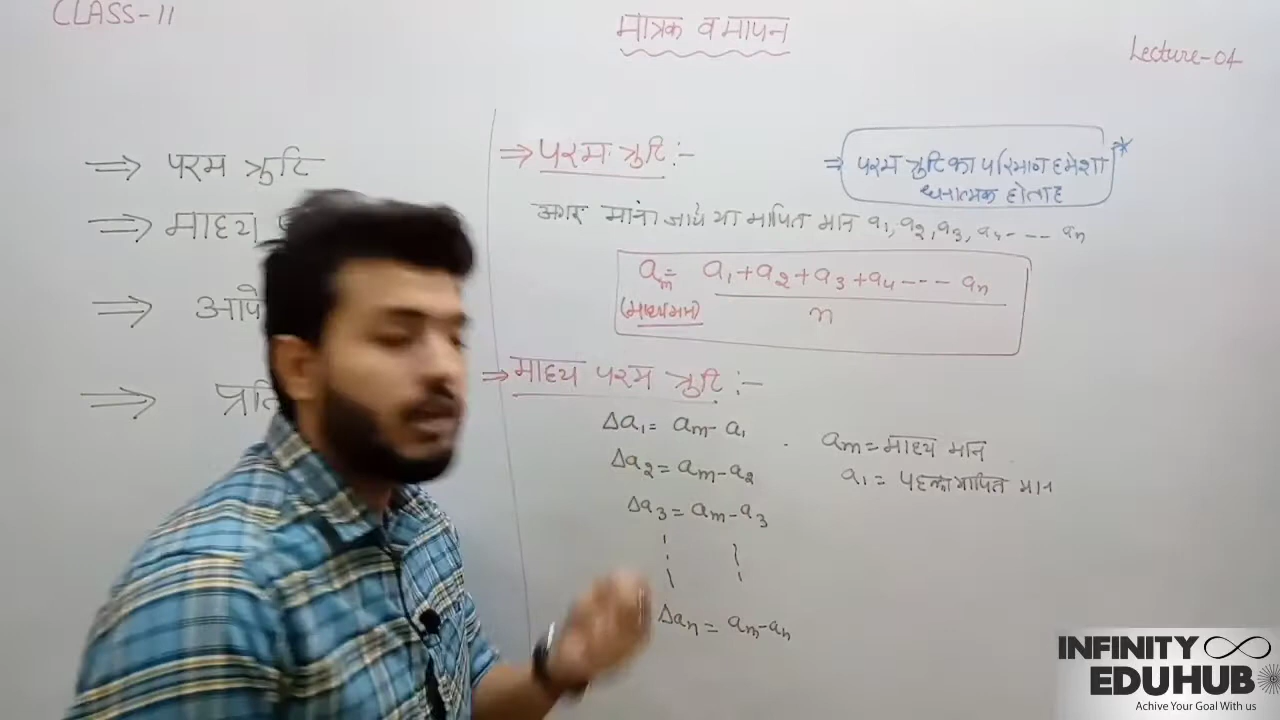 CLASS-11
मात्रक व मापन
Lecture-04
⇒ परम त्रुटि
⇒ माध्य
⇒ आपे
⇒ प्रति
⇒ परम त्रुटि :-
⇒ परम त्रुटि का परिमाण हमेशा
धनात्मक होताह
*
अगर माना जाये या मापित मान a₁, a₂, a₃, a₄- --- aₙ
aₘ = a₁+a₂+a₃+a₄---- aₙ
(माध्यमान)
n
⇒ माध्य परम त्रुटि :-
Δa₁ = aₘ- a₁
aₘ = माध्य मान
Δa₂ = aₘ-a₂
a₁ = पहला मापित मान
Δa₃ = aₘ-a₃
Δaₙ = aₘ-aₙ
INFINITY
EDUHUB
Achive Your Goal With us